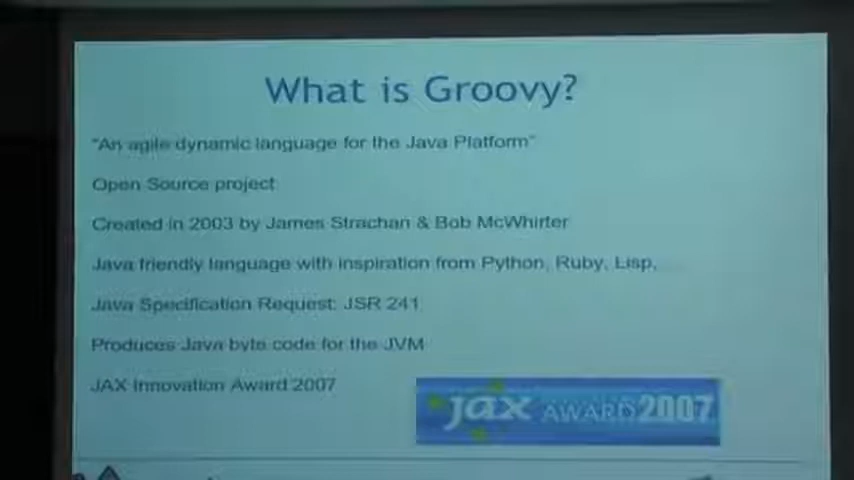 What is Groovy?
"An agile dynamic language for the Java Platform"
Open Source project
Created in 2003 by James Strachan & Bob McWhirter
Java friendly language with inspiration from Python, Ruby, Lisp,
Java Specification Request: JSR 241
Produces Java byte code for the JVM
JAX Innovation Award 2007
jax AWARD2007